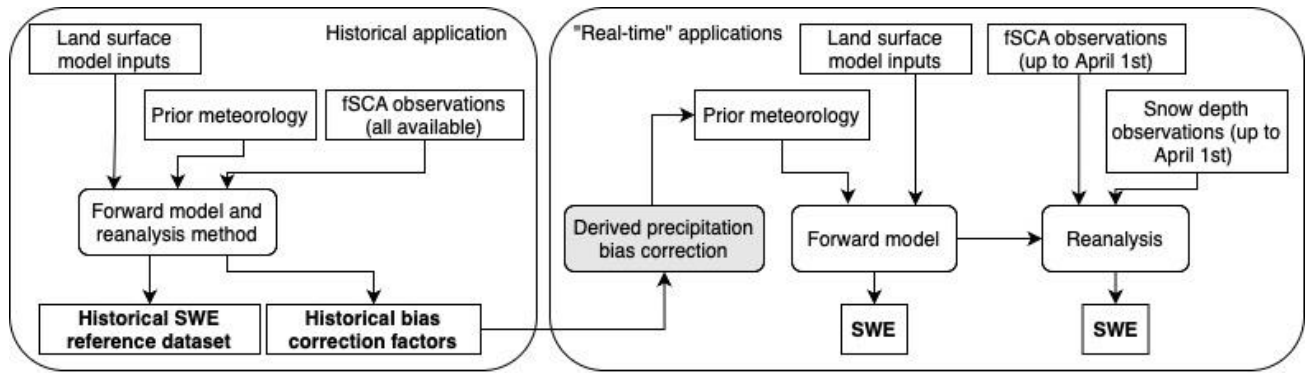 Historical application
Land surface
model inputs
Prior meteorology
fSCA observations
(all available)
Forward model and
reanalysis method
Historical SWE
reference dataset
Historical bias
correction factors
"Real-time" applications
Land surface
model inputs
fSCA observations
(up to April 1st)
Prior meteorology
Snow depth
observations (up to
April 1st)
Derived precipitation
bias correction
Forward model
Reanalysis
SWE
SWE